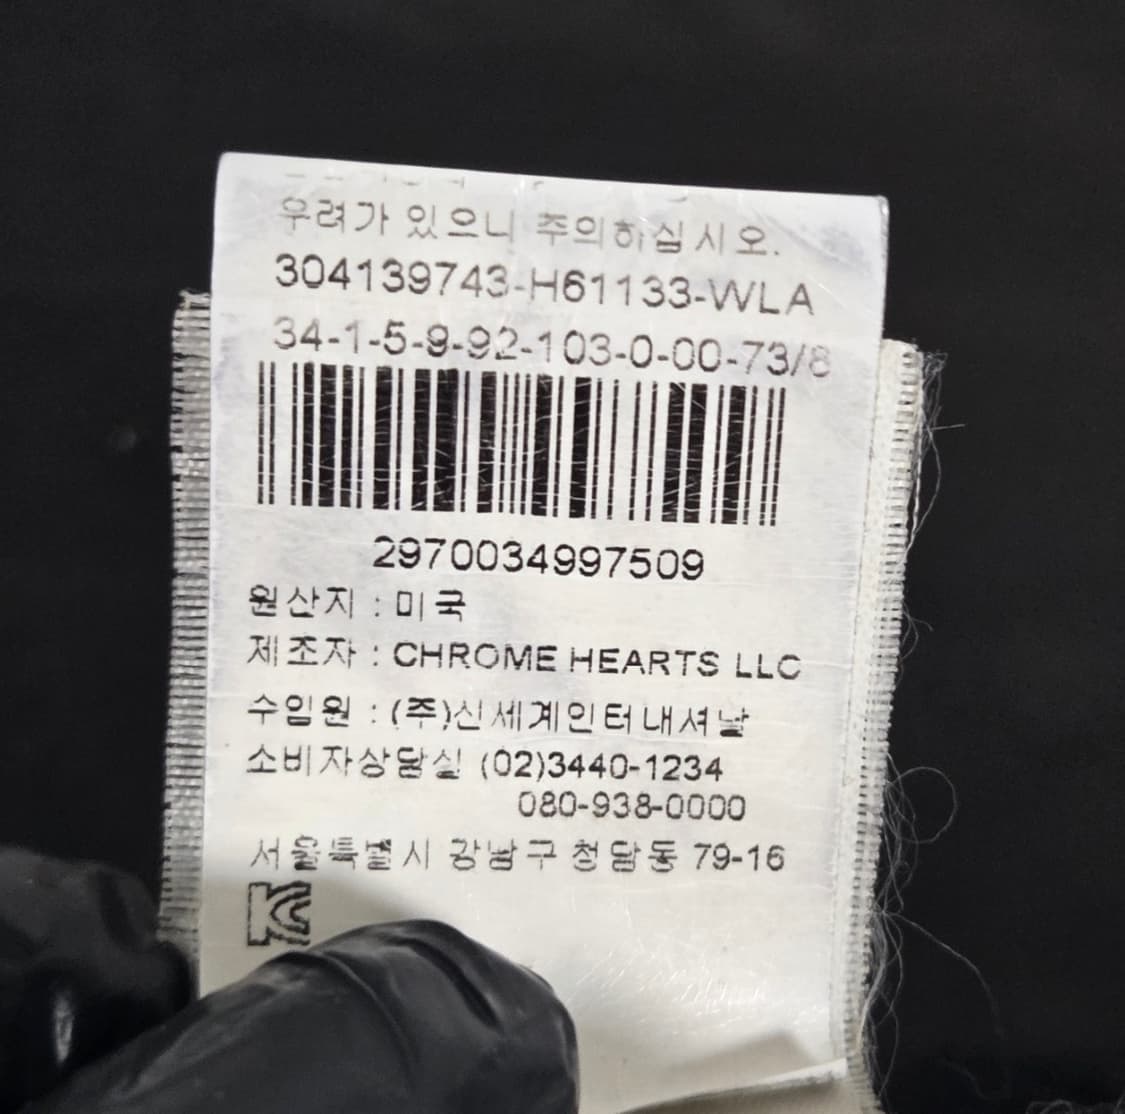 우려가 있으니 주의하십시오.
304139743-H61133-WLA
34-1-5-9-92-103-0-00-73/8
2970034997509
원산지 : 미국
제조자 : CHROME HEARTS LLC
수입원 : (주)신세계인터내셔날
소비자상담실 (02)3440-1234
080-938-0000
서울특별시 강남구 청담동 79-16
KC